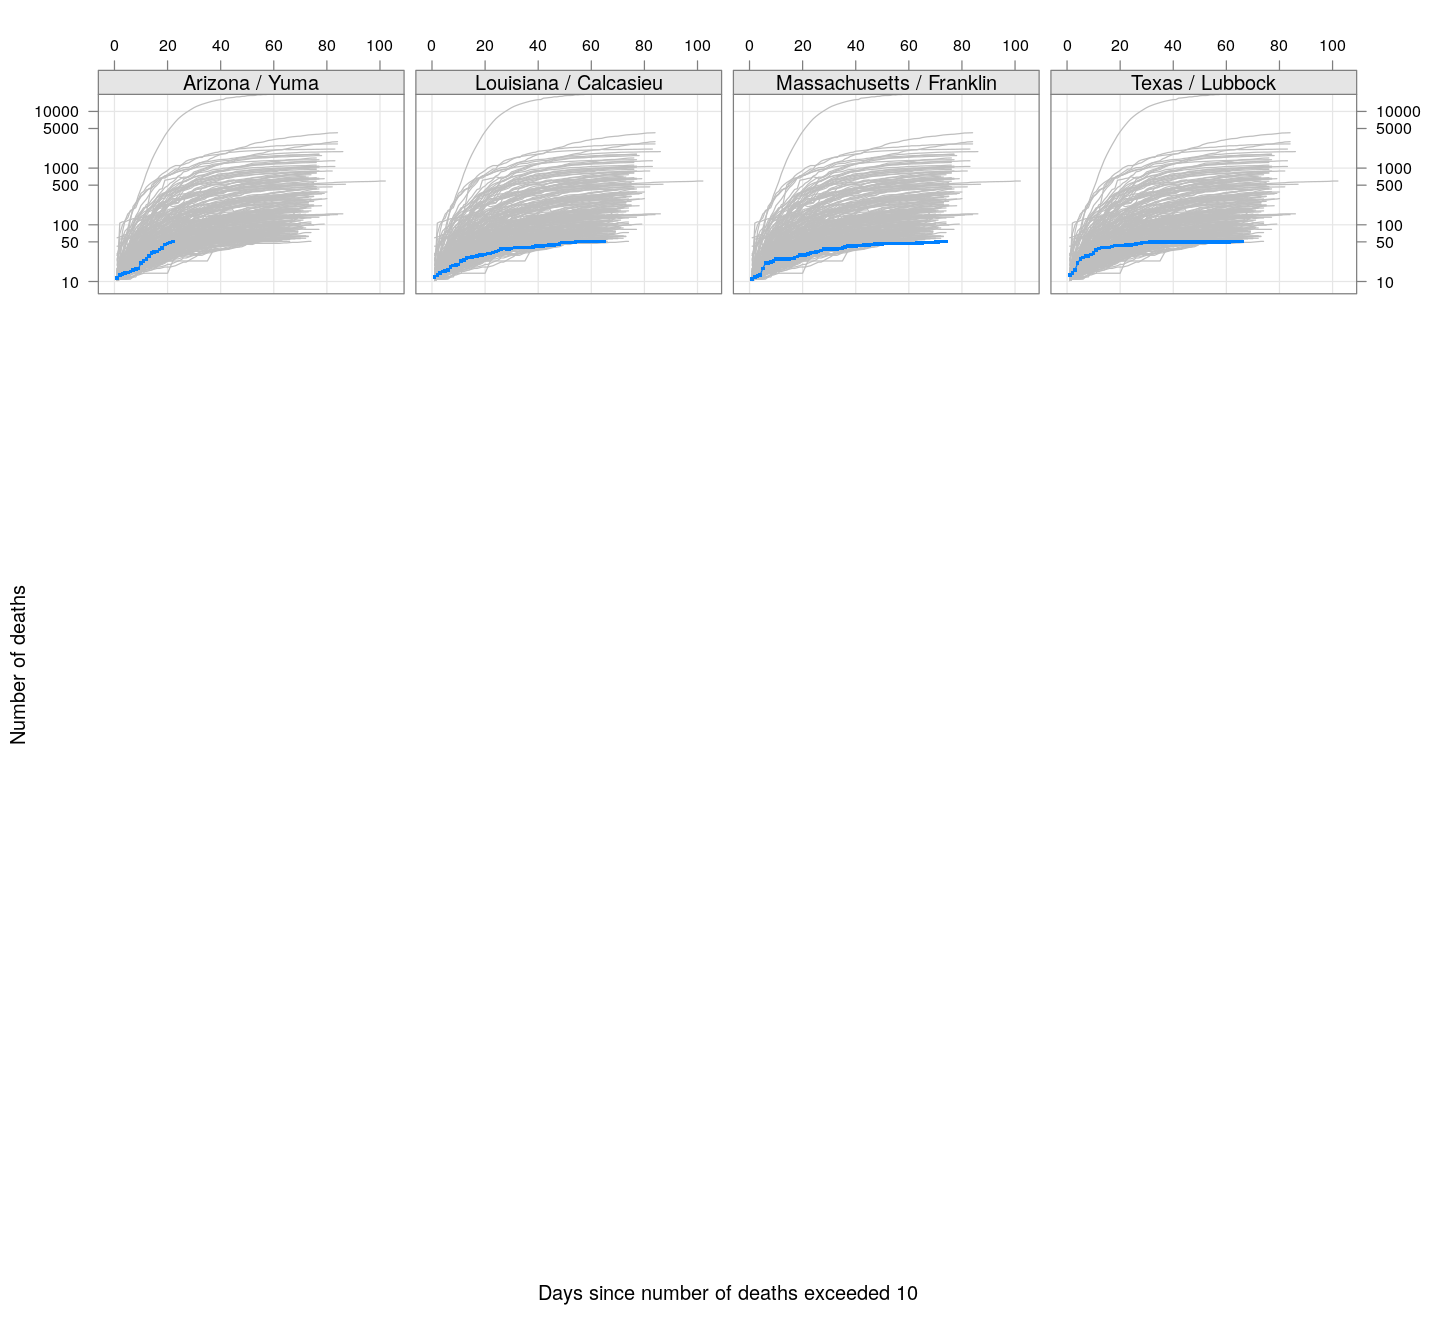 0 20 40 60 80 100 0 20 40 60 80 100 0 20 40 60 80 100 0 20 40 60 80 100
Arizona / Yuma Louisiana / Calcasieu Massachusetts / Franklin Texas / Lubbock
10000 10000
5000 5000
1000 1000
500 500
100 100
50 50
10 10
Number of deaths
Days since number of deaths exceeded 10